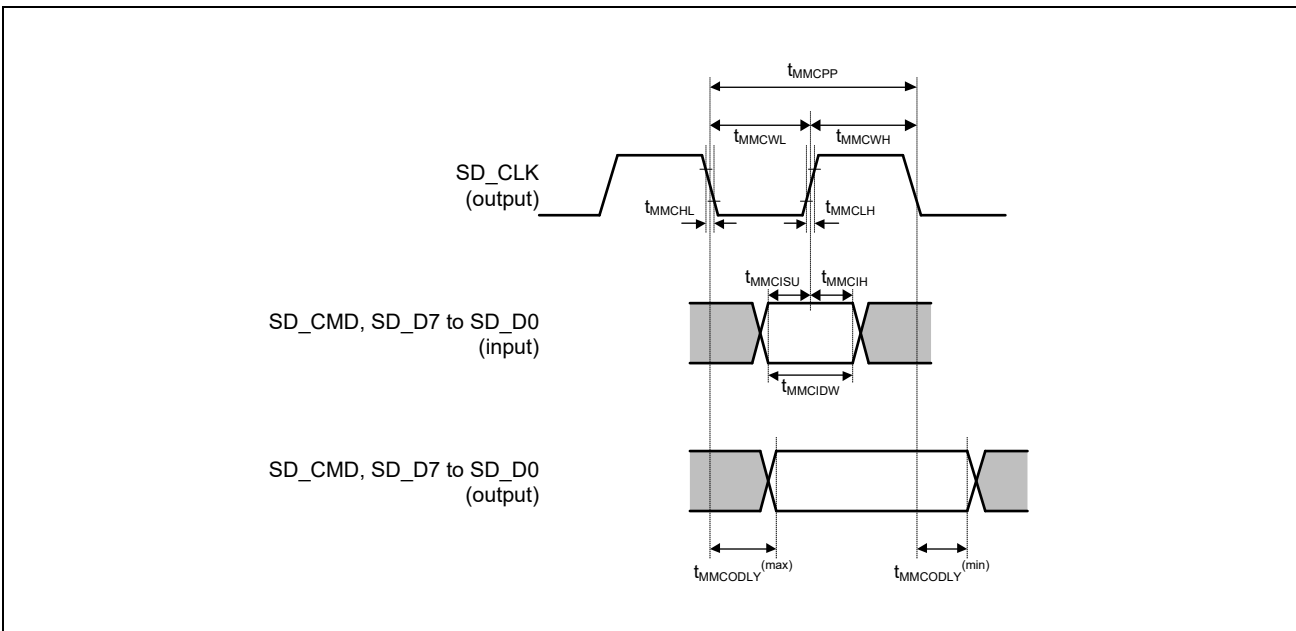 tMMCPP
tMMCWL tMMCWH
SD_CLK
(output)
tMMCHL tMMCLH
tMMCISU tMMCIH
SD_CMD, SD_D7 to SD_D0
(input)
tMMCIDW
SD_CMD, SD_D7 to SD_D0
(output)
tMMCODLY(max) tMMCODLY(min)